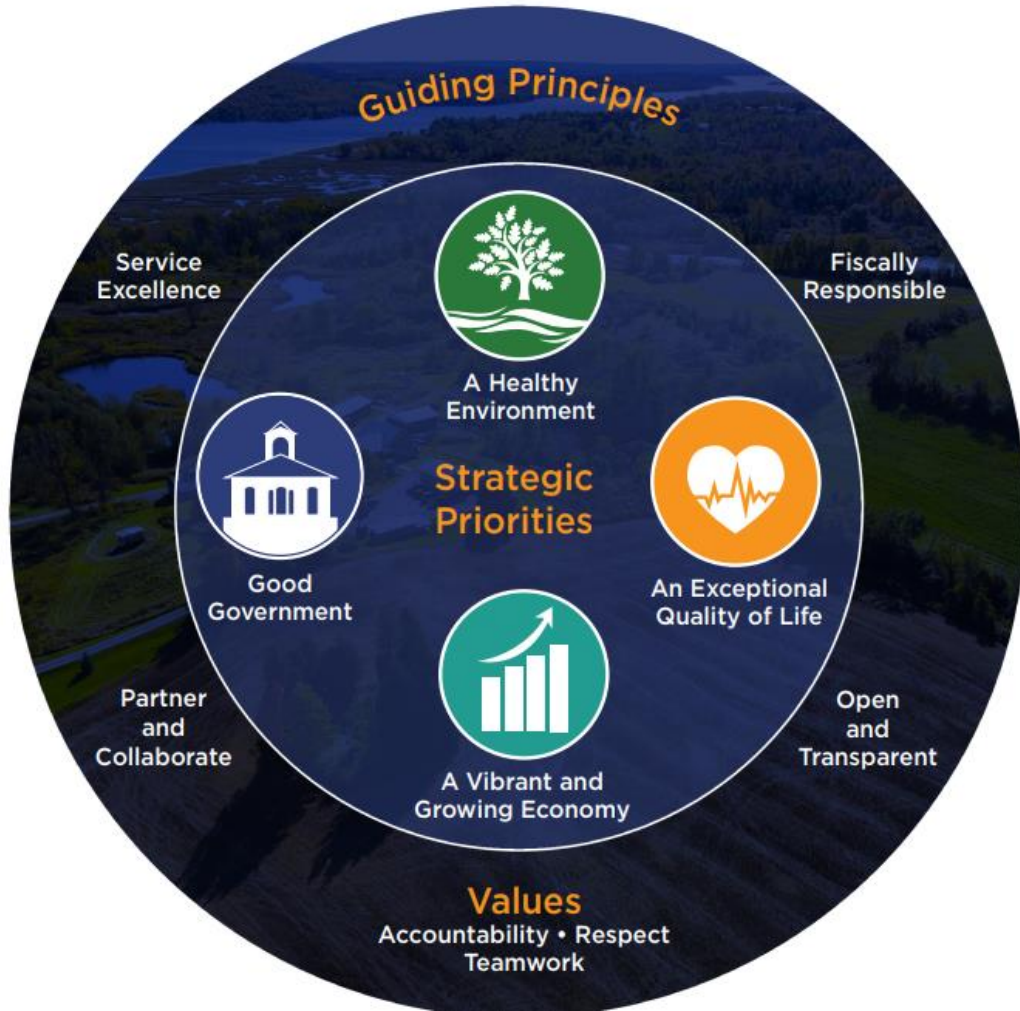 Guiding Principles
Service
Excellence
Fiscally
Responsible
A Healthy
Environment
Strategic
Priorities
Good
Government
An Exceptional
Quality of Life
Partner
and
Collaborate
Open
and
Transparent
A Vibrant and
Growing Economy
Values
Accountability • Respect
Teamwork